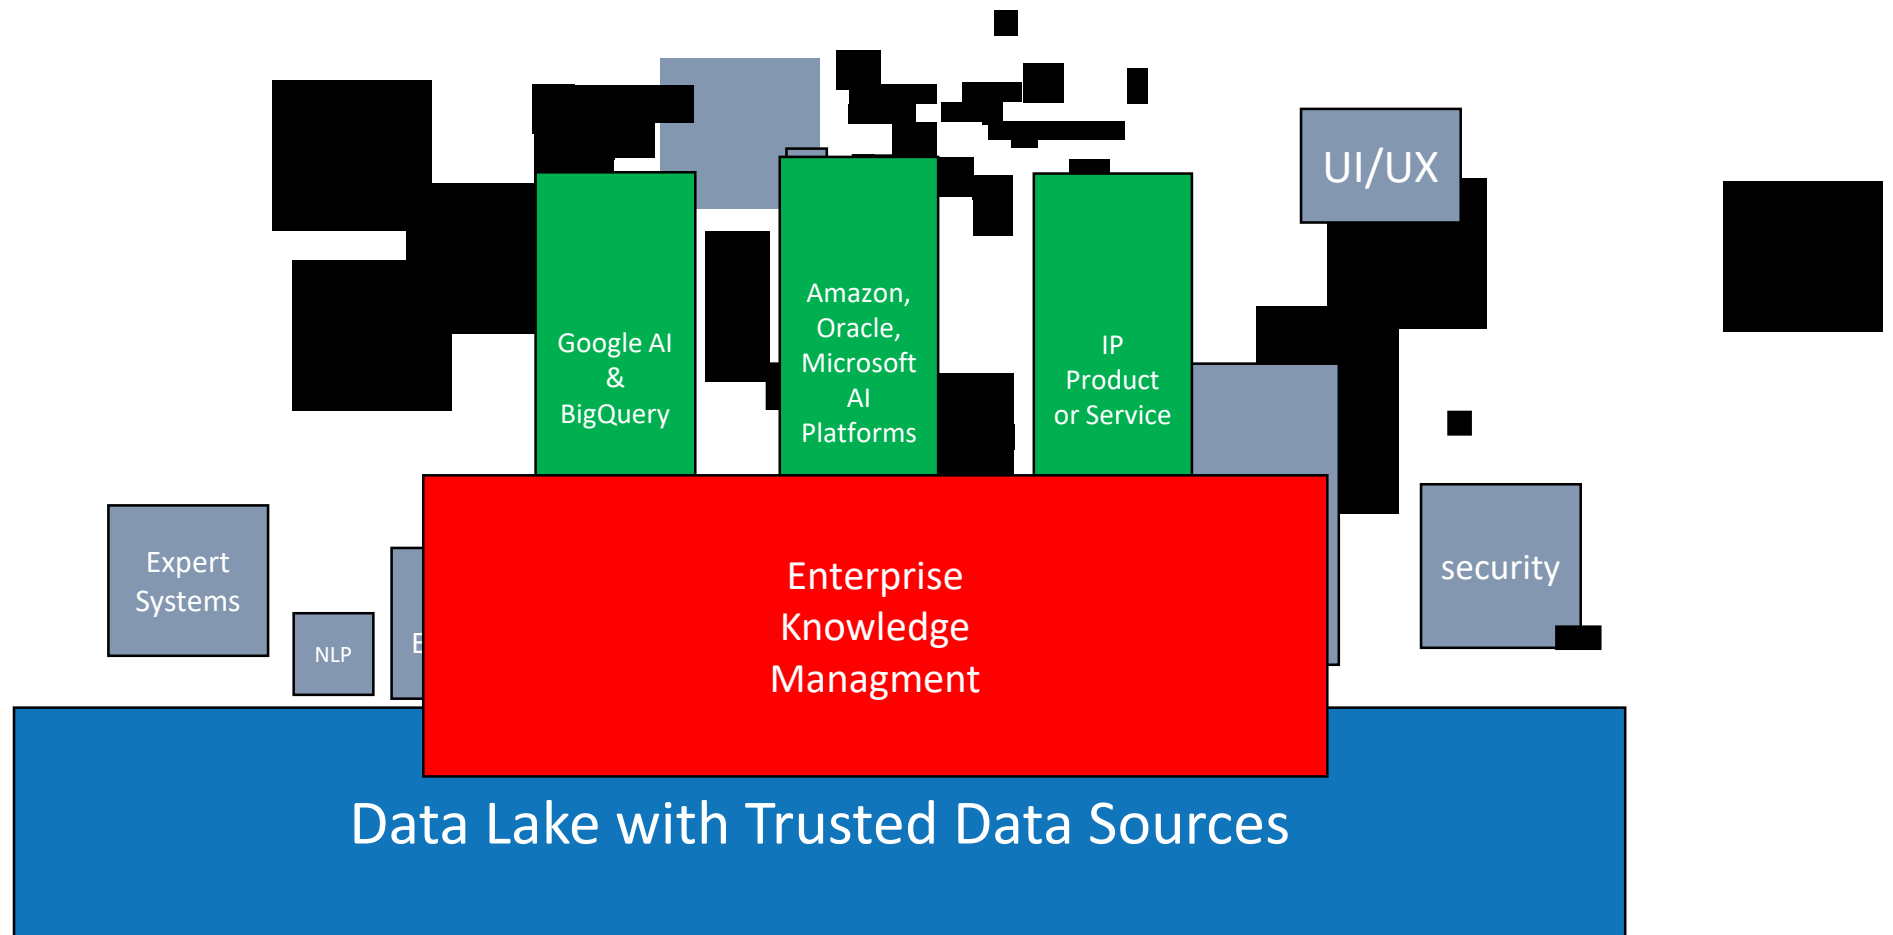 UI/UX
Google AI
&
BigQuery
Amazon,
Oracle,
Microsoft
AI
Platforms
IP
Product
or Service
Expert
Systems
NLP
Enterprise
Knowledge
Managment
security
Data Lake with Trusted Data Sources